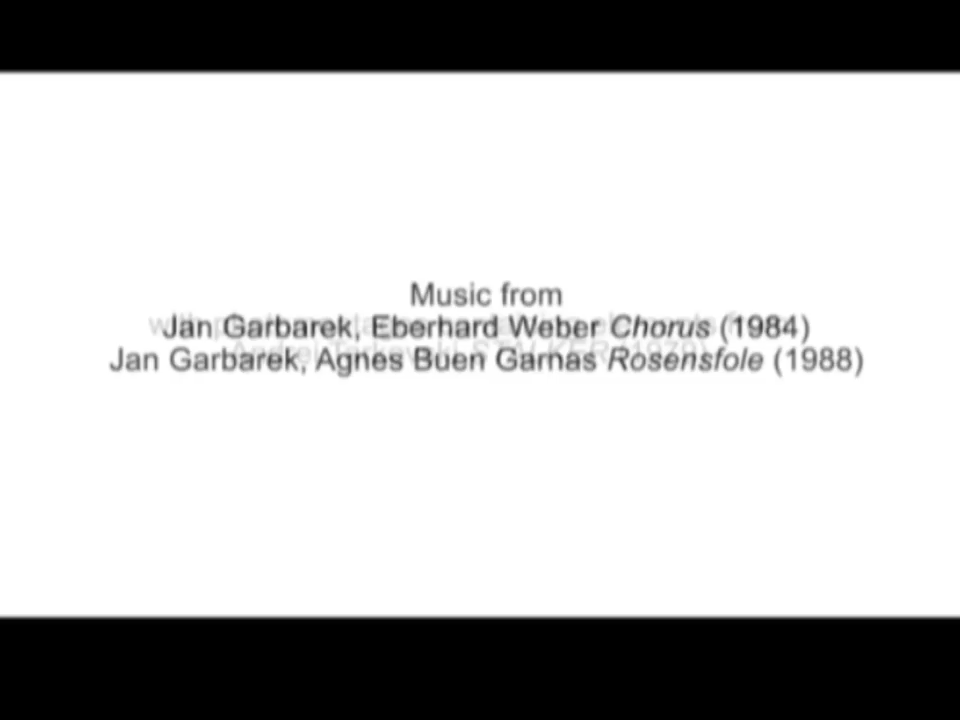 Music from
Jan Garbarek, Eberhard Weber Chorus (1984)
Jan Garbarek, Agnes Buen Garnas Rosensfole (1988)